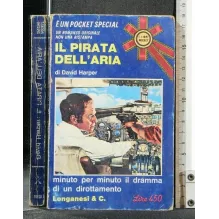 È UN POCKET SPECIAL
UN ROMANZO ORIGINALE
NON UNA RISTAMPA
IL PIRATA
DELL'ARIA
di David Harper
minuto per minuto il dramma
di un dirottamento
Longanesi & C.
Lire 450